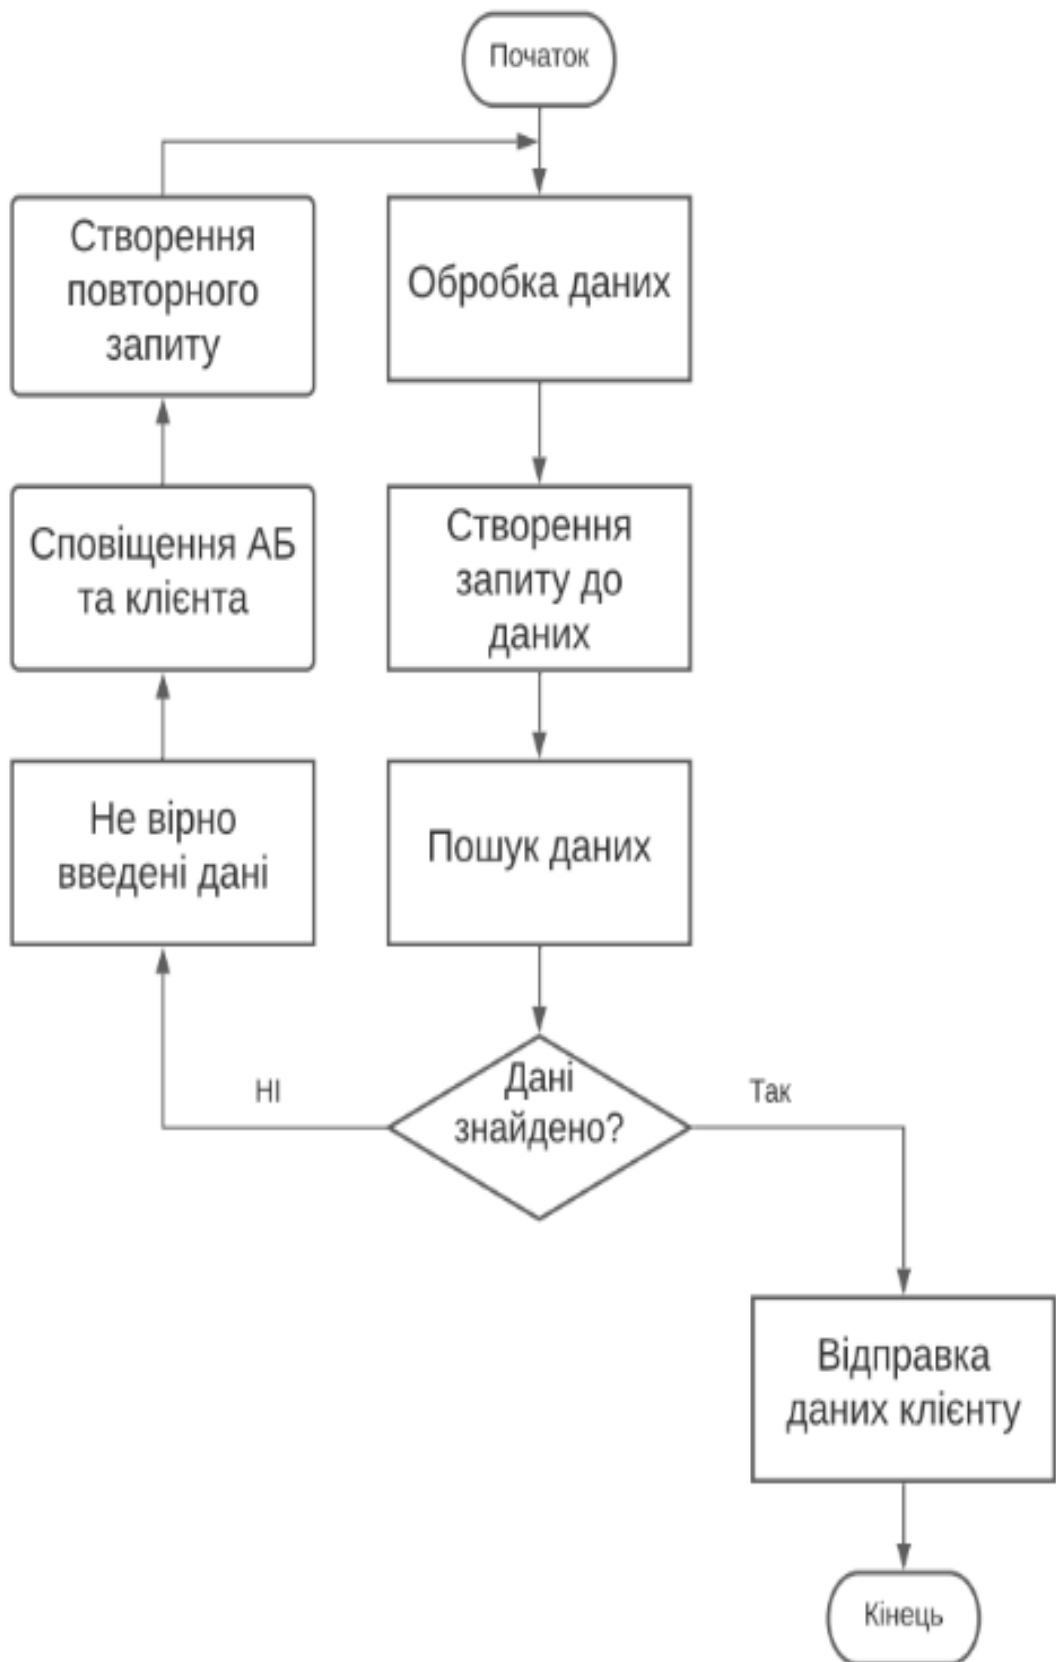 Початок
Створення
повторного
запиту
Обробка даних
Сповіщення АБ
та клієнта
Створення
запиту до
даних
Не вірно
введені дані
Пошук даних
Дані
знайдено?
НІ
Так
Відправка
даних клієнту
Кінець